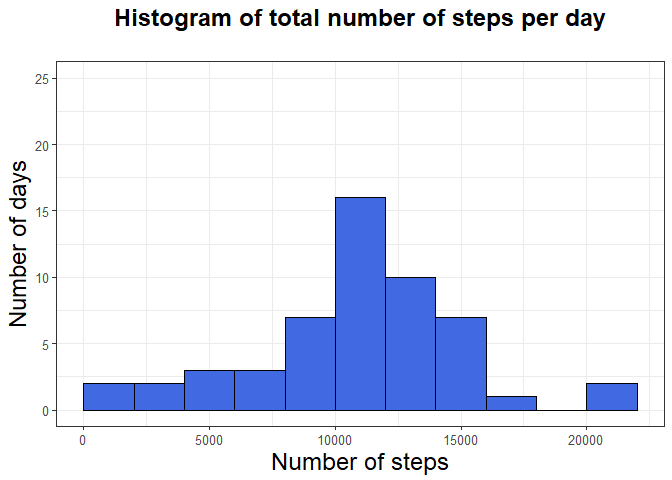 Histogram of total number of steps per day
25
20
15
10
5
0
Number of days
0 5000 10000 15000 20000
Number of steps